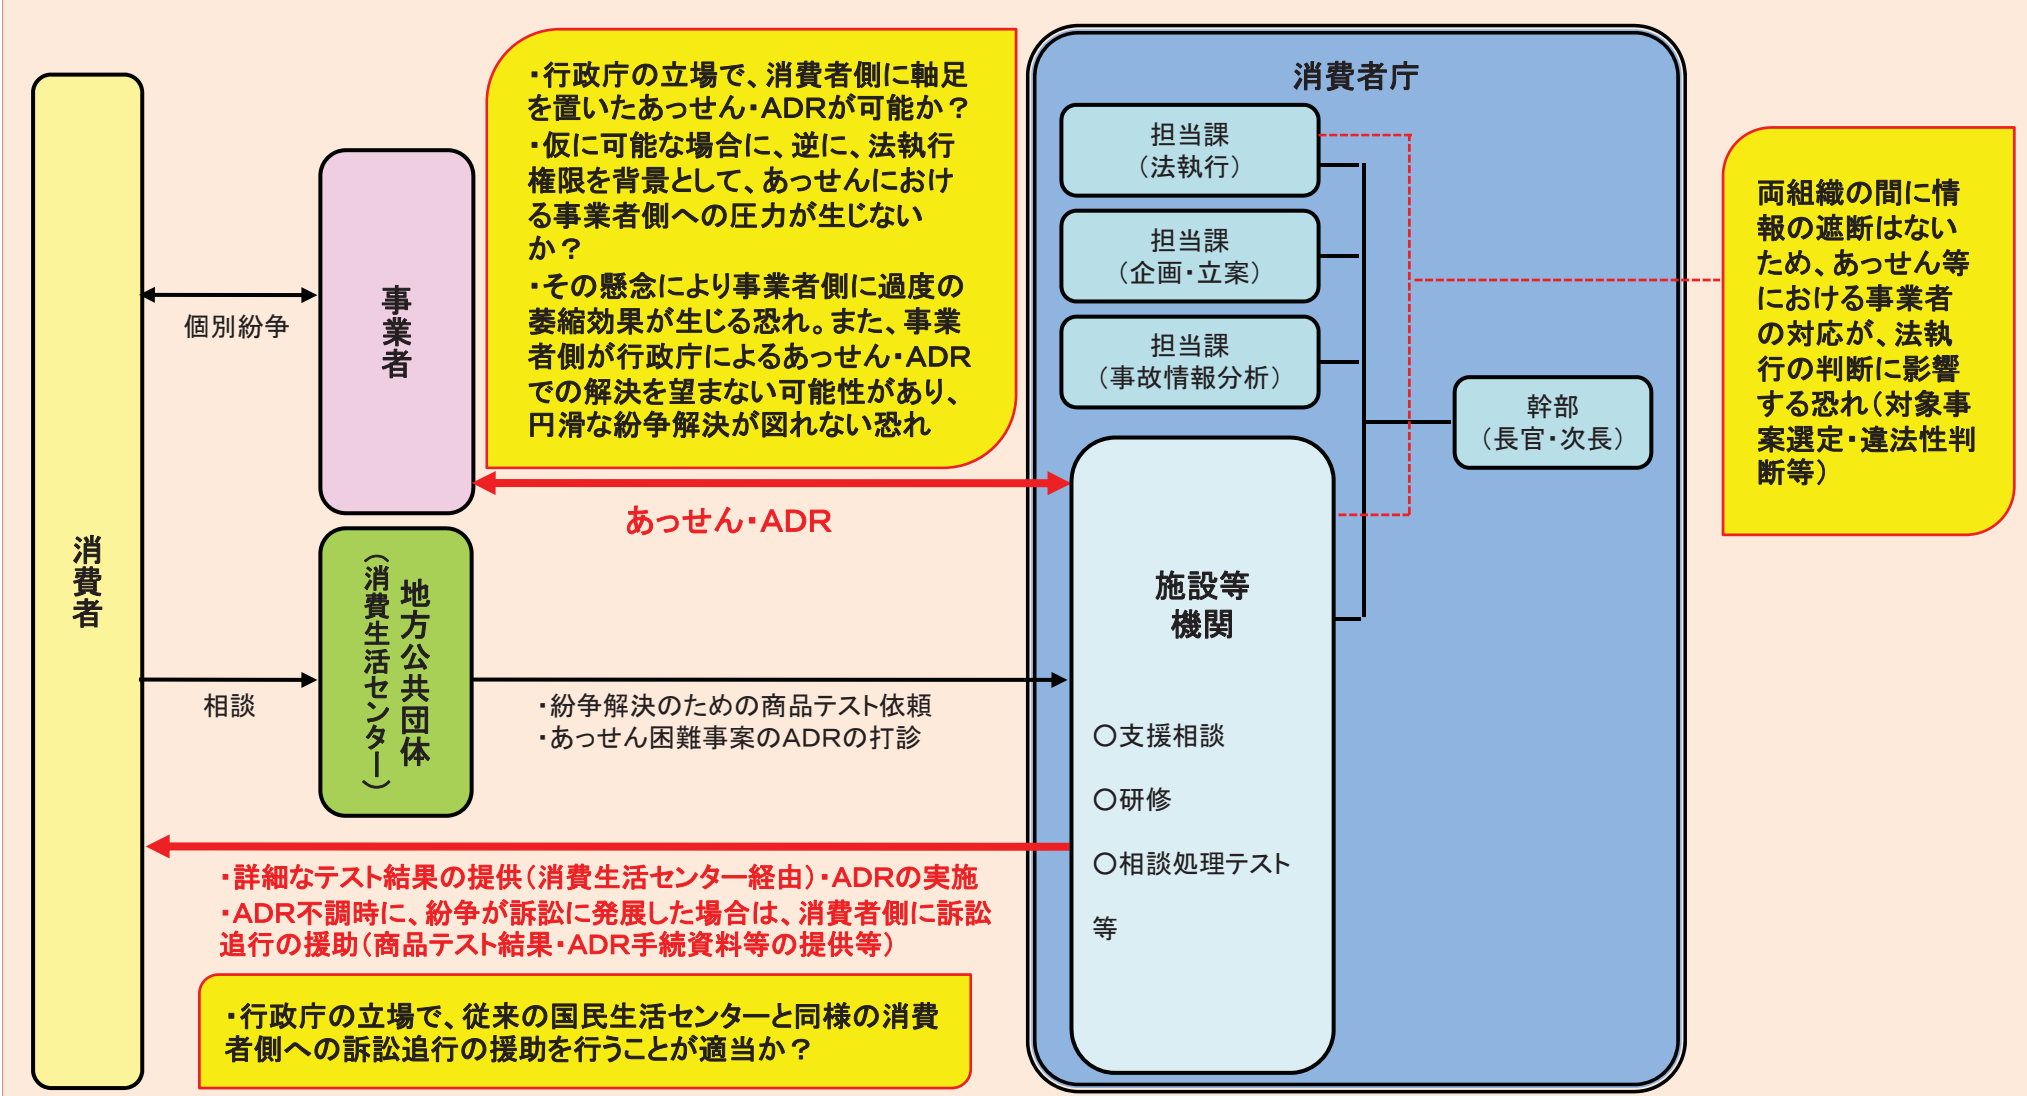 消費者
個別紛争
相談
事業者
地方公共団体
（消費生活センター）
・行政庁の立場で、消費者側に軸足
を置いたあっせん・ADRが可能か？
・仮に可能な場合に、逆に、法執行
権限を背景として、あっせんにおけ
る事業者側への圧力が生じない
か？
・その懸念により事業者側に過度の
萎縮効果が生じる恐れ。また、事業
者側が行政庁によるあっせん・ADR
での解決を望まない可能性があり、
円滑な紛争解決が図れない恐れ
あっせん・ADR
・紛争解決のための商品テスト依頼
・あっせん困難事案のADRの打診
・詳細なテスト結果の提供（消費生活センター経由）・ADRの実施
・ADR不調時に、紛争が訴訟に発展した場合は、消費者側に訴訟
追行の援助（商品テスト結果・ADR手続資料等の提供等）
・行政庁の立場で、従来の国民生活センターと同様の消費
者側への訴訟追行の援助を行うことが適当か？
消費者庁
担当課
（法執行）
担当課
（企画・立案）
担当課
（事故情報分析）
幹部
（長官・次長）
施設等
機関
〇支援相談
〇研修
〇相談処理テスト
等
両組織の間に情
報の遮断はない
ため、あっせん等
における事業者
の対応が、法執
行の判断に影響
する恐れ（対象事
案選定・違法性判
断等）